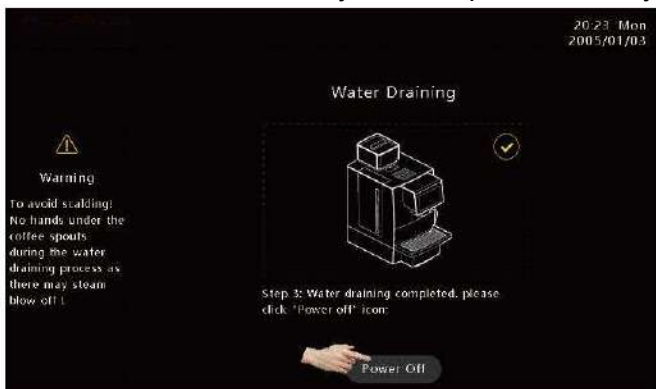 20:23 Mon
2005/01/03
Water Draining
Warning
To avoid scalding!
No hands under the
coffee spouts
during the water
draining process as
there may steam
blow off !
Step 3: Water draining completed, please
click "Power off" icon:
Power Off